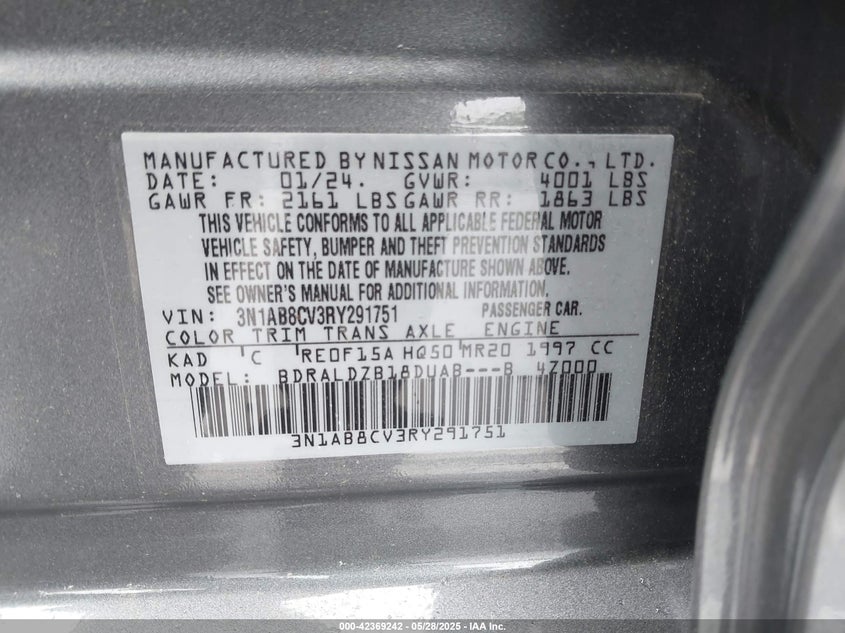 MANUFACTURED BY NISSAN MOTOR CO., LTD.
DATE: 01/24. GVWR: 4001 LBS
GAWR FR: 2161 LBS GAWR RR: 1863 LBS
THIS VEHICLE CONFORMS TO ALL APPLICABLE FEDERAL MOTOR
VEHICLE SAFETY, BUMPER AND THEFT PREVENTION STANDARDS
IN EFFECT ON THE DATE OF MANUFACTURE SHOWN ABOVE.
SEE OWNER'S MANUAL FOR ADDITIONAL INFORMATION.
VIN: 3N1AB8CV3RY291751 PASSENGER CAR.
COLOR TRIM TRANS AXLE ENGINE
KAD C RE0F15A HQ50 MR20 1997 CC
MODEL: BDRALDZB18DUAB---B 4Z000
3N1AB8CV3RY291751
000-42369242 - 05/28/2025 - IAA Inc.